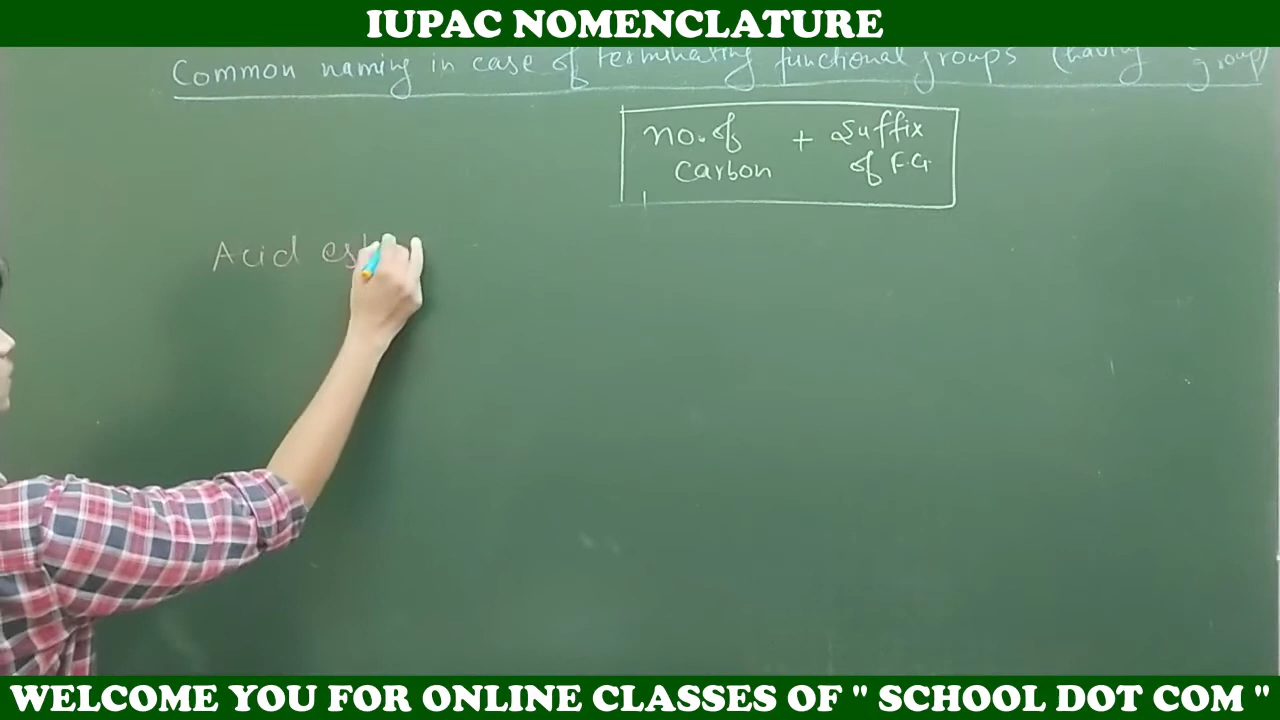 IUPAC NOMENCLATURE
Common naming in case of terminating functional groups (having group)
no. of + Suffix
carbon of F.G.
Acid es
WELCOME YOU FOR ONLINE CLASSES OF " SCHOOL DOT COM "